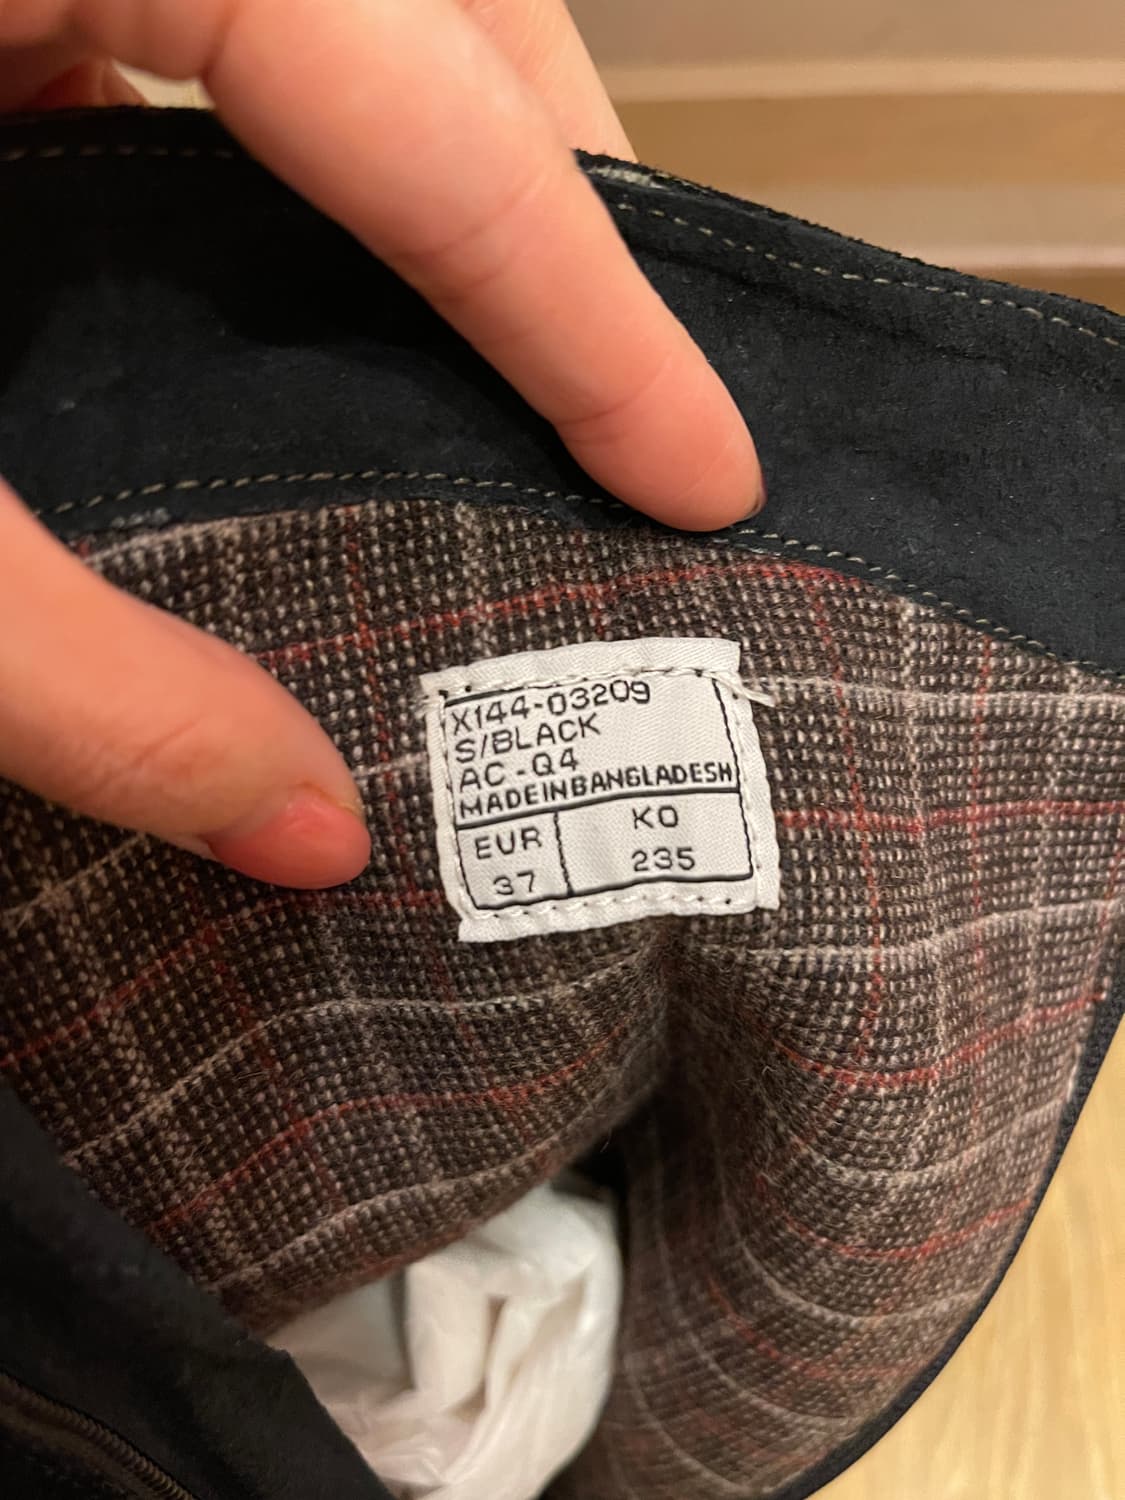 X144-03209
S/BLACK
AC-Q4
MADEINBANGLADESH
EUR KO
37 235